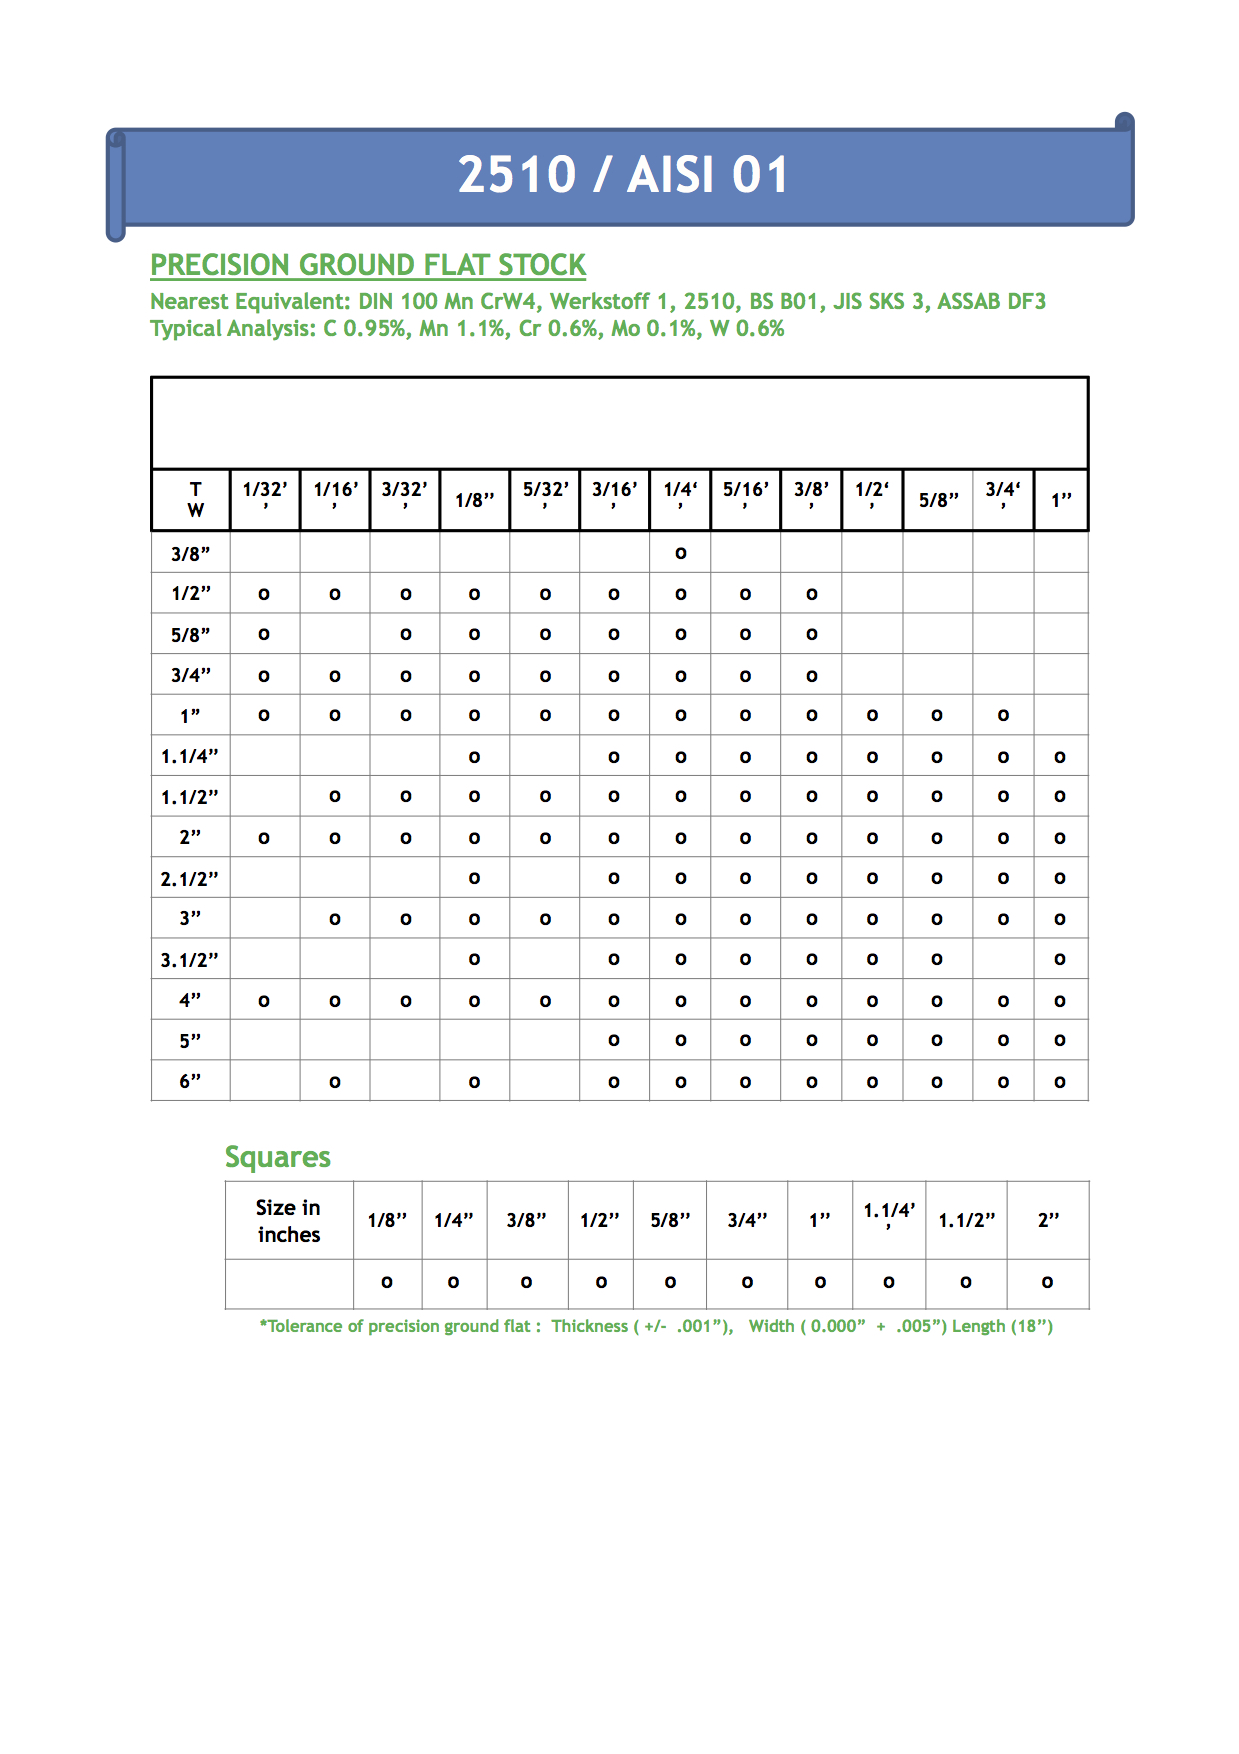 2510 / AISI 01
PRECISION GROUND FLAT STOCK
Nearest Equivalent: DIN 100 Mn CrW4, Werkstoff 1, 2510, BS B01, JIS SKS 3, ASSAB DF3
Typical Analysis: C 0.95%, Mn 1.1%, Cr 0.6%, Mo 0.1%, W 0.6%
T W 1/32’’ 1/16’’ 3/32’’ 1/8’’ 5/32’’ 3/16’’ 1/4‘’ 5/16’’ 3/8’’ 1/2‘’ 5/8” 3/4‘’ 1’’
3/8” o
1/2” o o o o o o o o o
5/8” o o o o o o o o
3/4” o o o o o o o o o
1” o o o o o o o o o o o o
1.1/4” o o o o o o o o o
1.1/2” o o o o o o o o o o o o
2” o o o o o o o o o o o o o
2.1/2” o o o o o o o o o
3” o o o o o o o o o o o o
3.1/2” o o o o o o o o
4” o o o o o o o o o o o o o
5” o o o o o o o o
6” o o o o o o o o o o
Squares
Size in inches 1/8’’ 1/4” 3/8” 1/2’’ 5/8’’ 3/4’’ 1’’ 1.1/4’’ 1.1/2” 2’’
o o o o o o o o o o
*Tolerance of precision ground flat : Thickness ( +/- .001”), Width ( 0.000” + .005”) Length (18”)